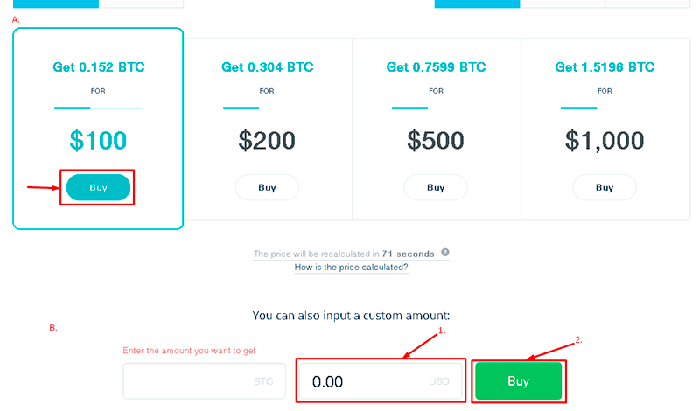 A.
Get 0.152 BTC
FOR
$100
Buy
Get 0.304 BTC
FOR
$200
Buy
Get 0.7599 BTC
FOR
$500
Buy
Get 1.5196 BTC
FOR
$1,000
Buy
The price will be recalculated in 71 seconds ?
How is the price calculated?
You can also input a custom amount:
B.
1.
2.
Enter the amount you want to get
BTC
0.00 USD
Buy